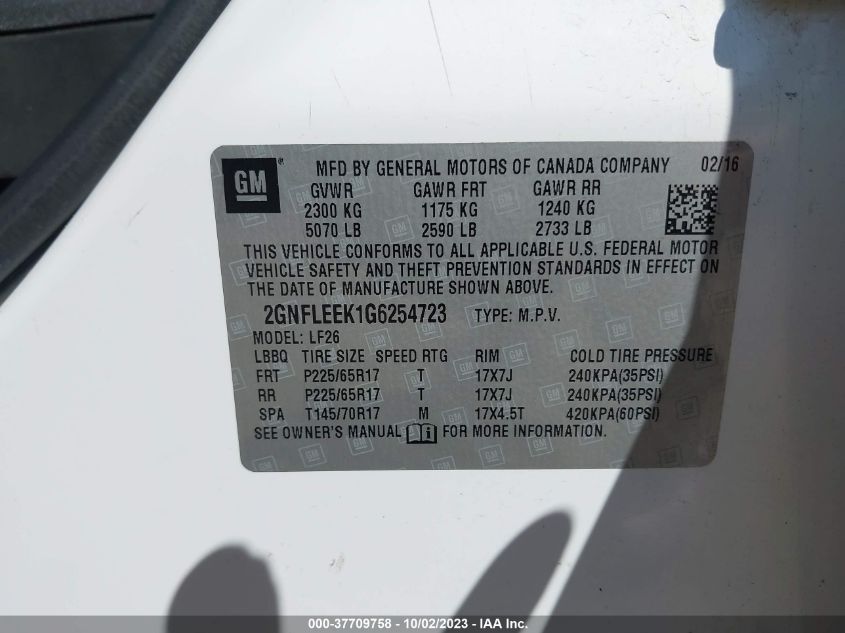 GM ® MFD BY GENERAL MOTORS OF CANADA COMPANY 02/16
GVWR GAWR FRT GAWR RR
2300 KG 1175 KG 1240 KG
5070 LB 2590 LB 2733 LB
THIS VEHICLE CONFORMS TO ALL APPLICABLE U.S. FEDERAL MOTOR
VEHICLE SAFETY AND THEFT PREVENTION STANDARDS IN EFFECT ON
THE DATE OF MANUFACTURE SHOWN ABOVE.
2GNFLEEK1G6254723 TYPE: M.P.V.
MODEL: LF26
LBBQ TIRE SIZE SPEED RTG RIM COLD TIRE PRESSURE
FRT P225/65R17 T 17X7J 240KPA(35PSI)
RR P225/65R17 T 17X7J 240KPA(35PSI)
SPA T145/70R17 M 17X4.5T 420KPA(60PSI)
SEE OWNER'S MANUAL FOR MORE INFORMATION.
000-37709758 - 10/02/2023 - IAA Inc.